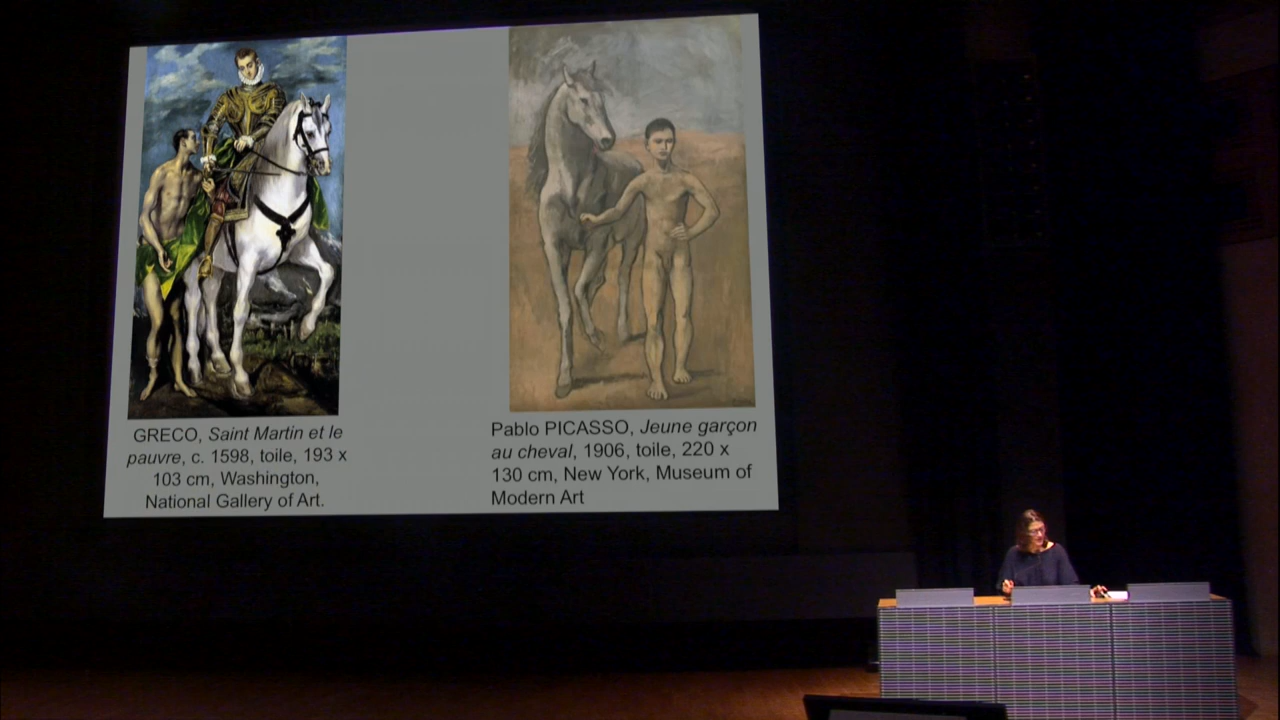 GRECO, Saint Martin et le
pauvre, c. 1598, toile, 193 x
103 cm, Washington,
National Gallery of Art.
Pablo PICASSO, Jeune garçon
au cheval, 1906, toile, 220 x
130 cm, New York, Museum of
Modern Art